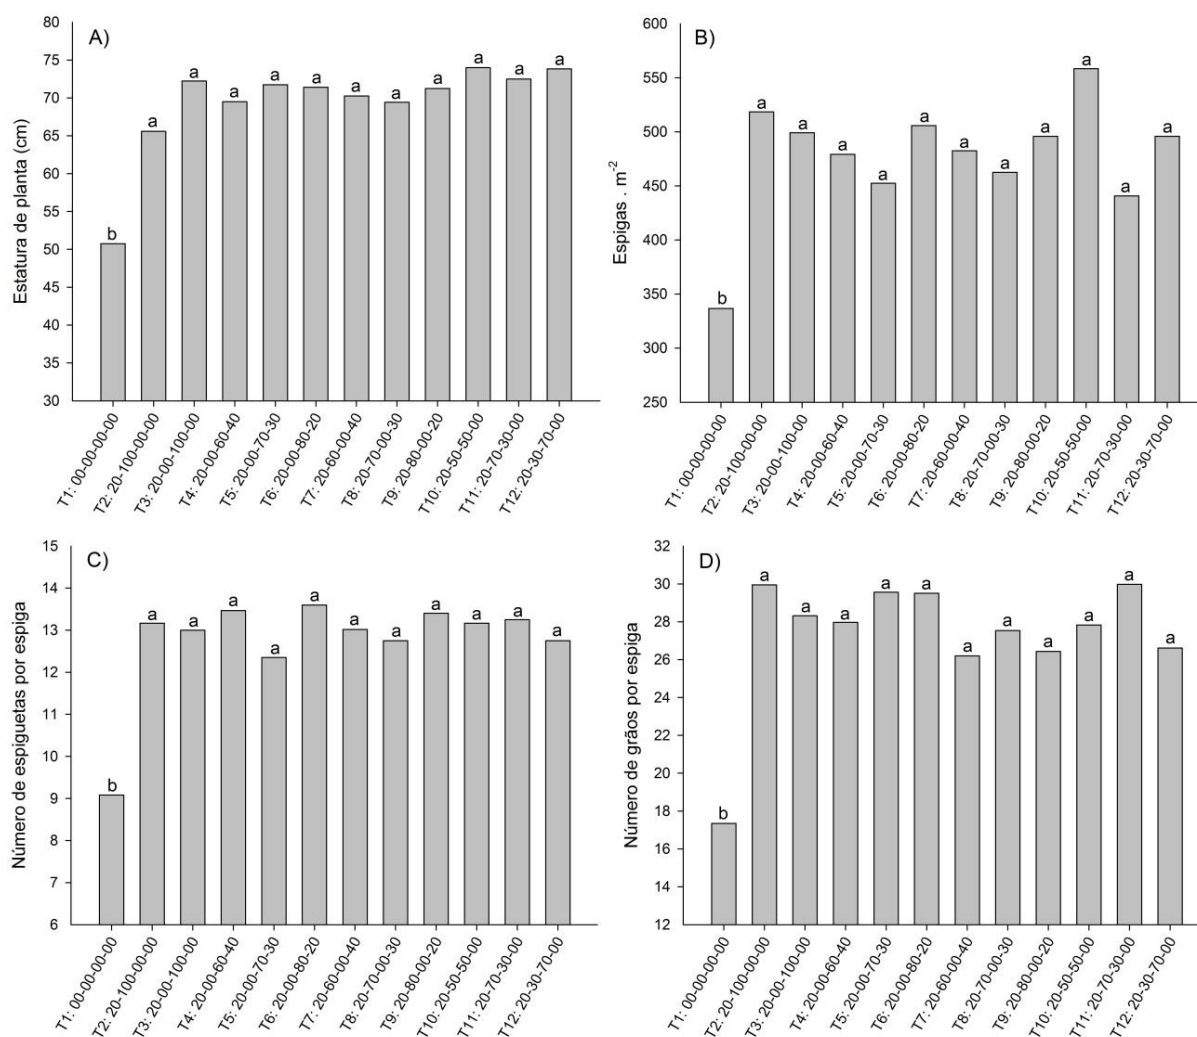 A)
Estatura de planta (cm)
80
75
70
65
60
55
50
45
40
35
30
b
a
a
a
a
a
a
a
a
a
a
a
T1: 00-00-00-00
T2: 20-100-00-00
T3: 20-00-100-00
T4: 20-00-60-40
T5: 20-00-70-30
T6: 20-00-80-20
T7: 20-60-00-40
T8: 20-70-00-30
T9: 20-80-00-20
T10: 20-50-50-00
T11: 20-70-30-00
T12: 20-30-70-00
B)
Espigas . m-2
600
550
500
450
400
350
300
250
b
a
a
a
a
a
a
a
a
a
a
a
T1: 00-00-00-00
T2: 20-100-00-00
T3: 20-00-100-00
T4: 20-00-60-40
T5: 20-00-70-30
T6: 20-00-80-20
T7: 20-60-00-40
T8: 20-70-00-30
T9: 20-80-00-20
T10: 20-50-50-00
T11: 20-70-30-00
T12: 20-30-70-00
C)
Número de espiguetas por espiga
15
14
13
12
11
10
9
8
7
6
b
a
a
a
a
a
a
a
a
a
a
a
T1: 00-00-00-00
T2: 20-100-00-00
T3: 20-00-100-00
T4: 20-00-60-40
T5: 20-00-70-30
T6: 20-00-80-20
T7: 20-60-00-40
T8: 20-70-00-30
T9: 20-80-00-20
T10: 20-50-50-00
T11: 20-70-30-00
T12: 20-30-70-00
D)
Número de grãos por espiga
32
30
28
26
24
22
20
18
16
14
12
b
a
a
a
a
a
a
a
a
a
a
a
T1: 00-00-00-00
T2: 20-100-00-00
T3: 20-00-100-00
T4: 20-00-60-40
T5: 20-00-70-30
T6: 20-00-80-20
T7: 20-60-00-40
T8: 20-70-00-30
T9: 20-80-00-20
T10: 20-50-50-00
T11: 20-70-30-00
T12: 20-30-70-00